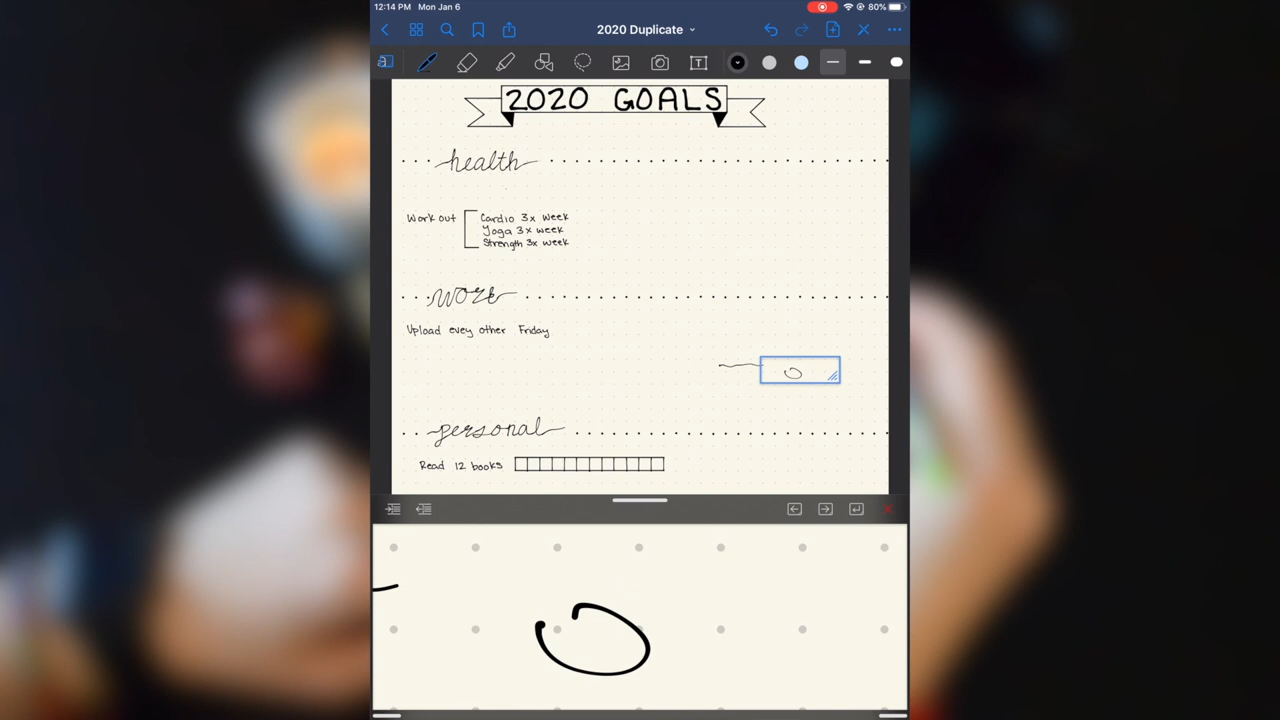 12:14 PM Mon Jan 6 80%
2020 Duplicate
T
2020 GOALS
health
Work out Cardio 3x week
Yoga 3x week
Strength 3x week
work
Upload evey other Friday
personal
Read 12 books